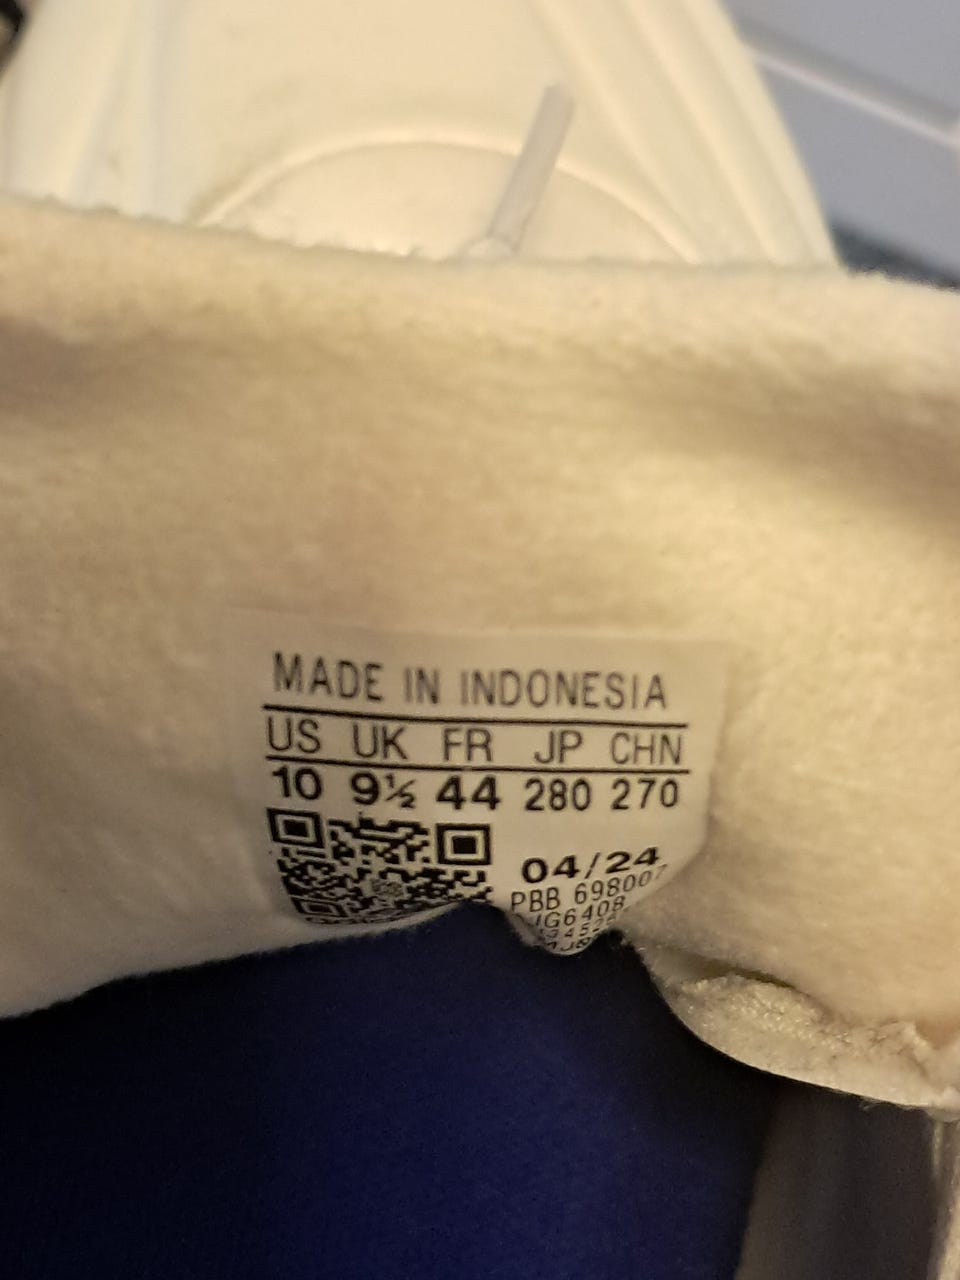 MADE IN INDONESIA
US UK FR JP CHN
10 9½ 44 280 270
04/24
PBB 698007